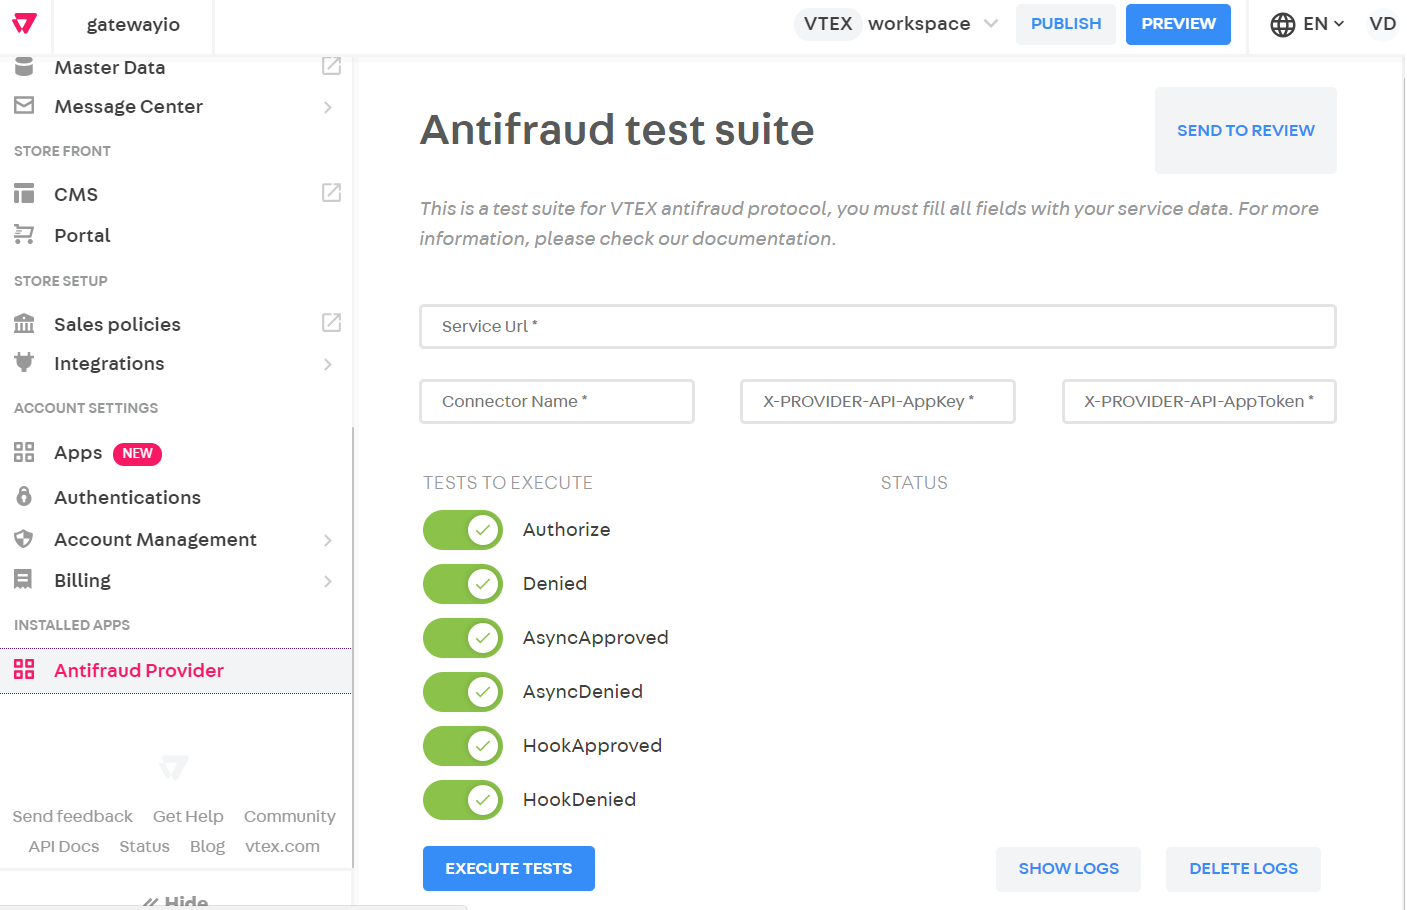 gatewayio
VTEX workspace
PUBLISH
PREVIEW
EN
VD
Master Data
Message Center
STORE FRONT
CMS
Portal
STORE SETUP
Sales policies
Integrations
ACCOUNT SETTINGS
Apps NEW
Authentications
Account Management
Billing
INSTALLED APPS
Antifraud Provider
Send feedback Get Help Community
API Docs Status Blog vtex.com
Hide
Antifraud test suite
SEND TO REVIEW
This is a test suite for VTEX antifraud protocol, you must fill all fields with your service data. For more
information, please check our documentation.
Service Url *
Connector Name *
X-PROVIDER-API-AppKey *
X-PROVIDER-API-AppToken *
TESTS TO EXECUTE
STATUS
Authorize
Denied
AsyncApproved
AsyncDenied
HookApproved
HookDenied
EXECUTE TESTS
SHOW LOGS
DELETE LOGS